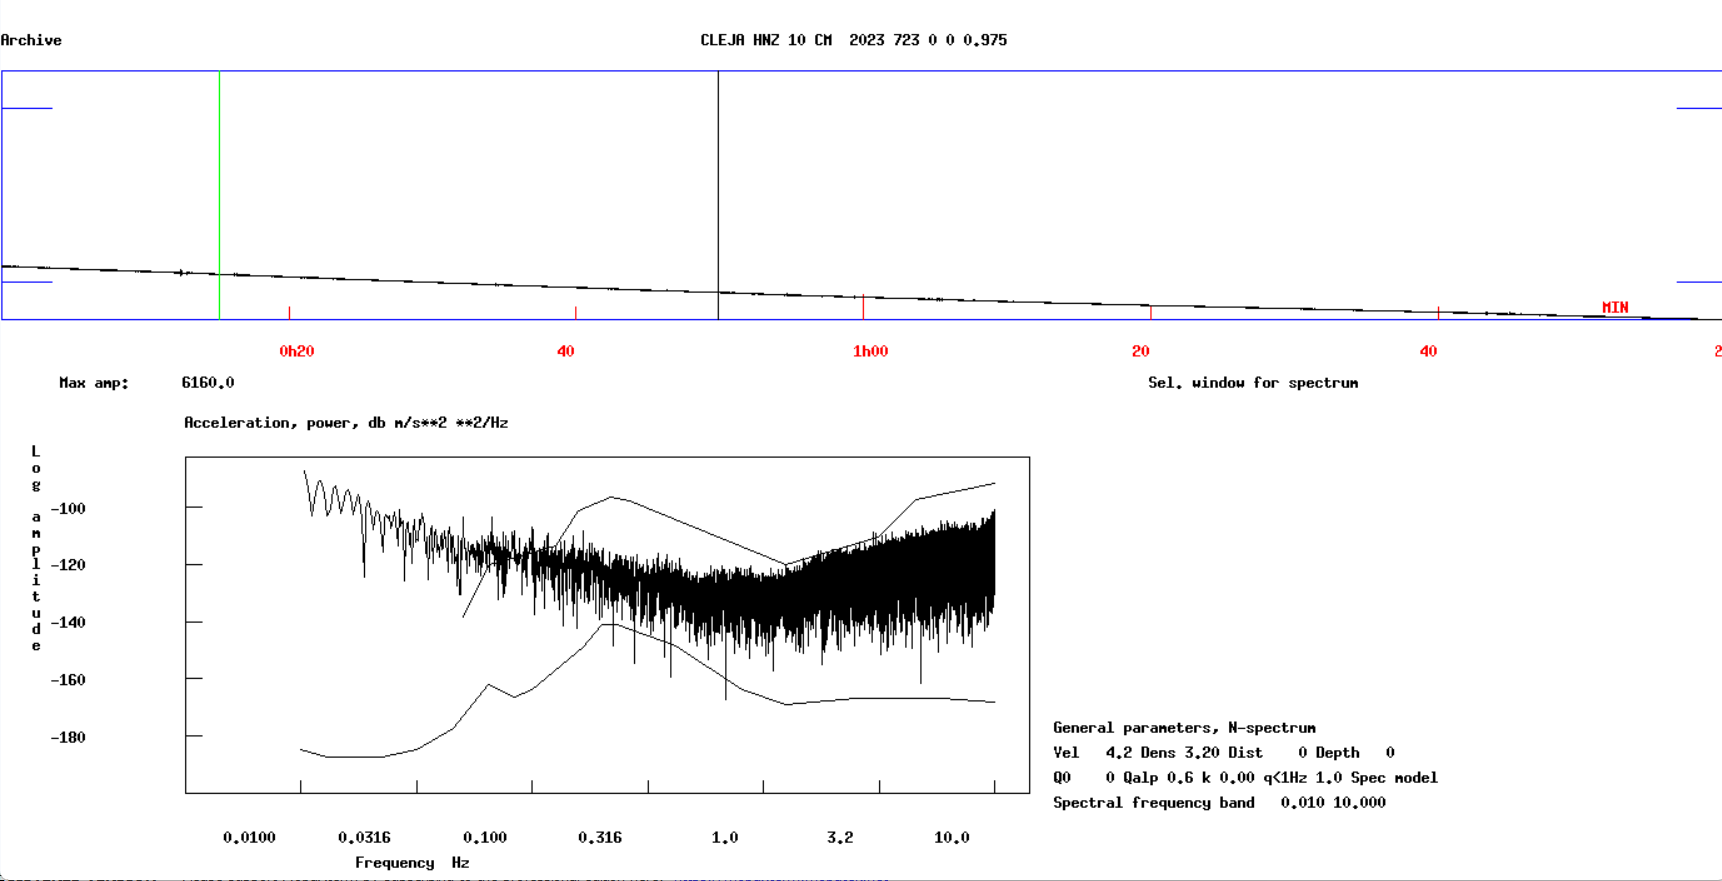 Archive
CLEJA HNZ 10 CM 2023 723 0 0 0.975
MIN
0h20 40 1h00 20 40 2
Max amp: 6160.0 Sel. window for spectrum
Acceleration, power, db m/s**2 **2/Hz
Log amplitude
-100
-120
-140
-160
-180
General parameters, N-spectrum
Vel 4.2 Dens 3.20 Dist 0 Depth 0
Q0 0 Qalp 0.6 k 0.00 q<1Hz 1.0 Spec model
Spectral frequency band 0.010 10.000
0.0100 0.0316 0.100 0.316 1.0 3.2 10.0
Frequency Hz